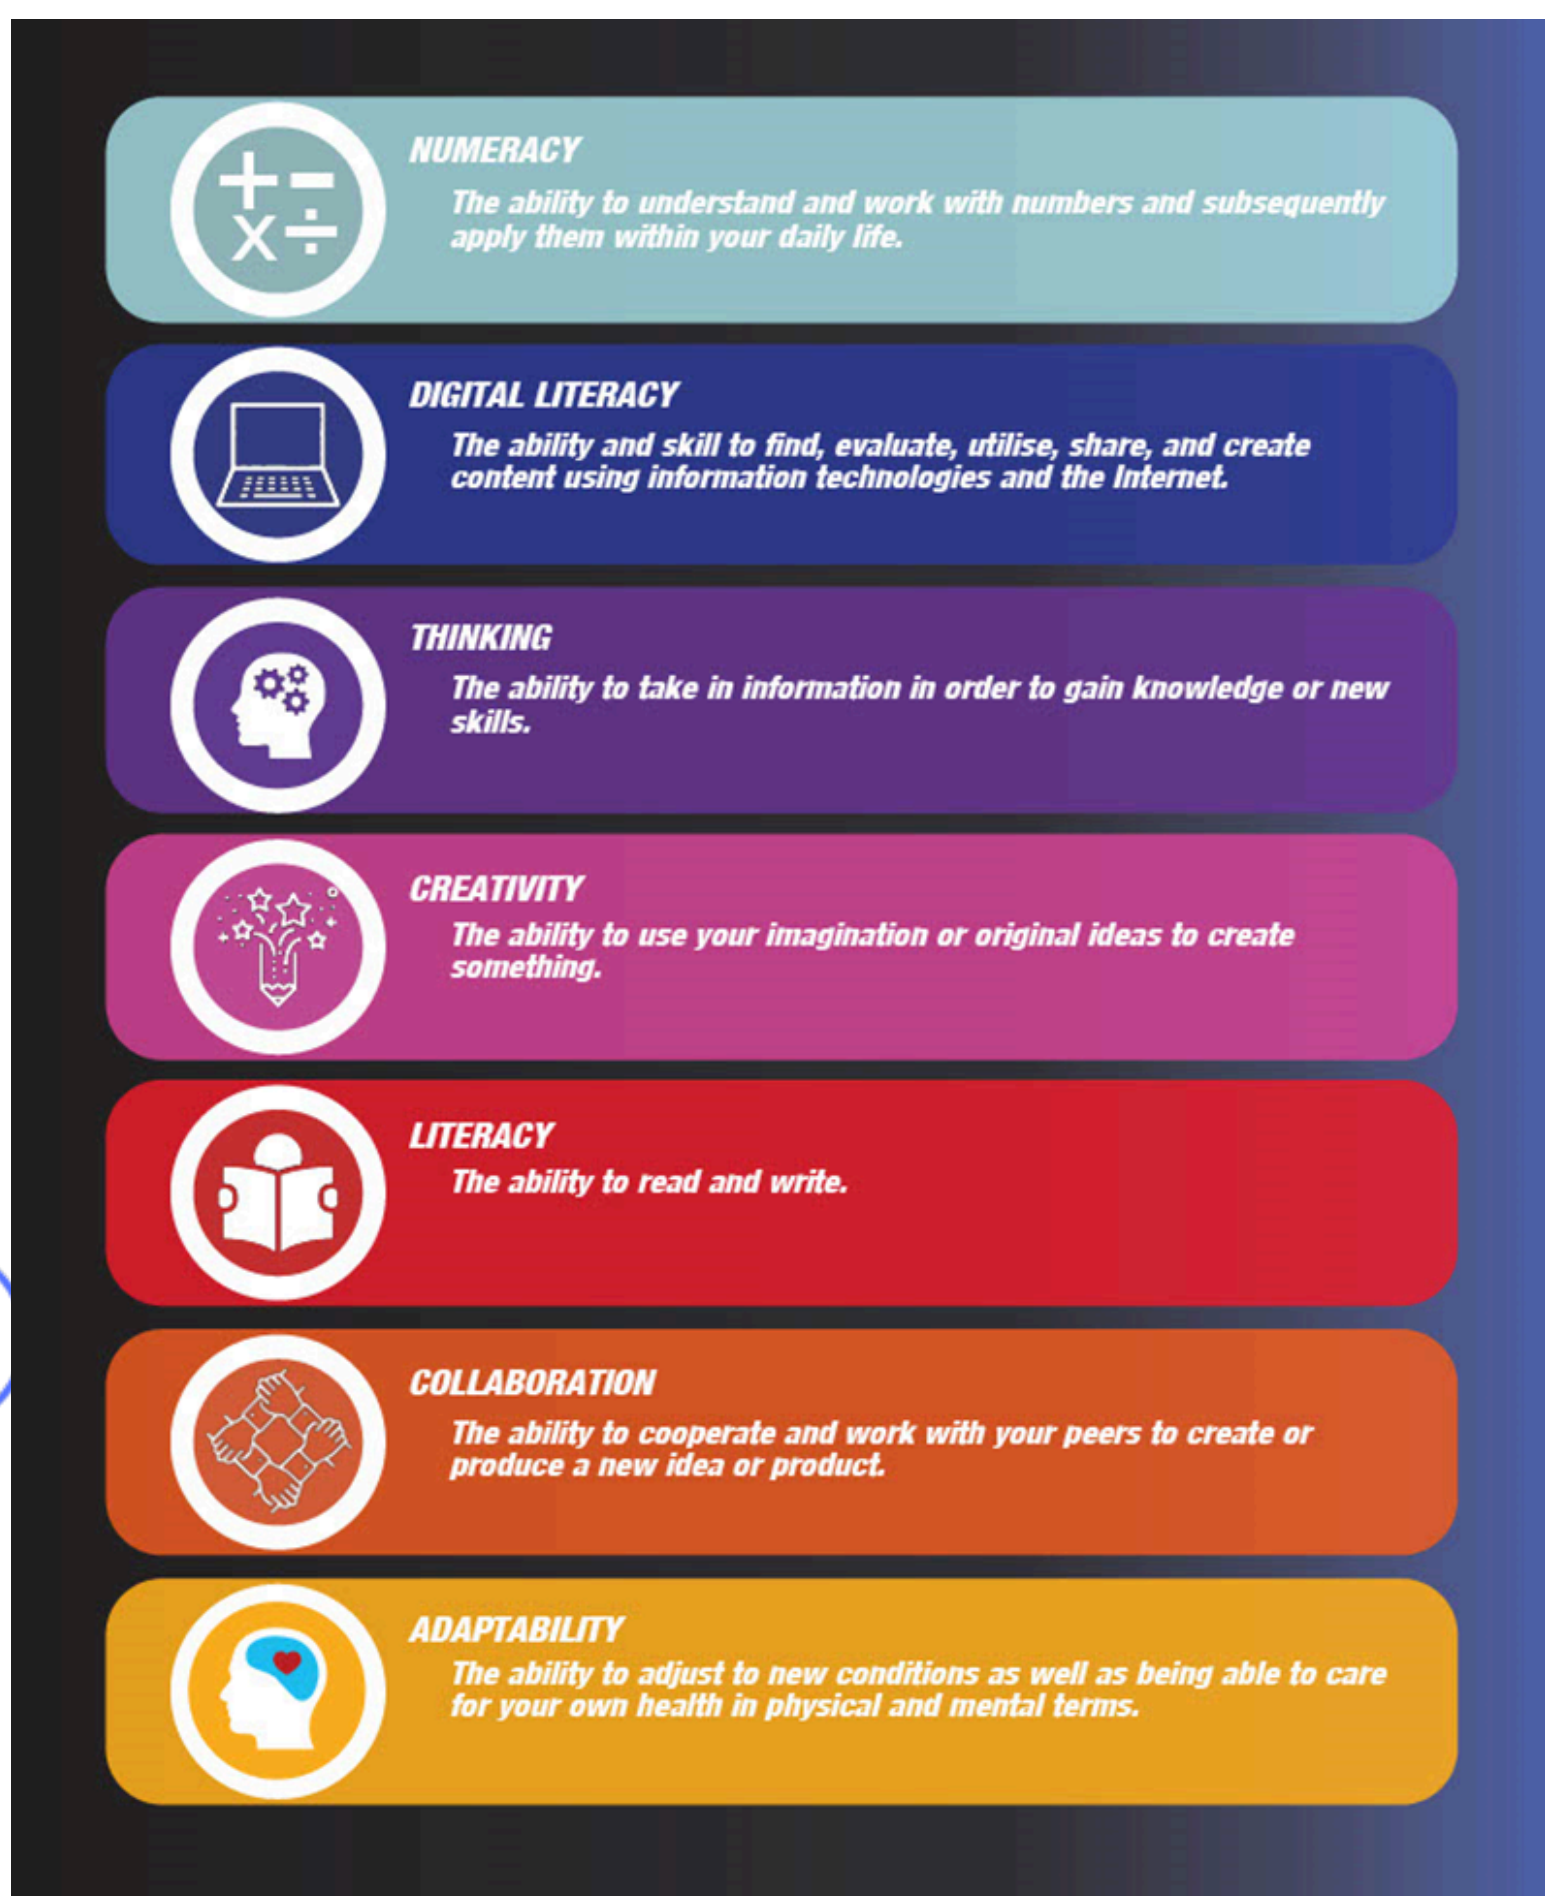 NUMERACY
The ability to understand and work with numbers and subsequently
apply them within your daily life.
DIGITAL LITERACY
The ability and skill to find, evaluate, utilise, share, and create
content using information technologies and the Internet.
THINKING
The ability to take in information in order to gain knowledge or new
skills.
CREATIVITY
The ability to use your imagination or original ideas to create
something.
LITERACY
The ability to read and write.
COLLABORATION
The ability to cooperate and work with your peers to create or
produce a new idea or product.
ADAPTABILITY
The ability to adjust to new conditions as well as being able to care
for your own health in physical and mental terms.